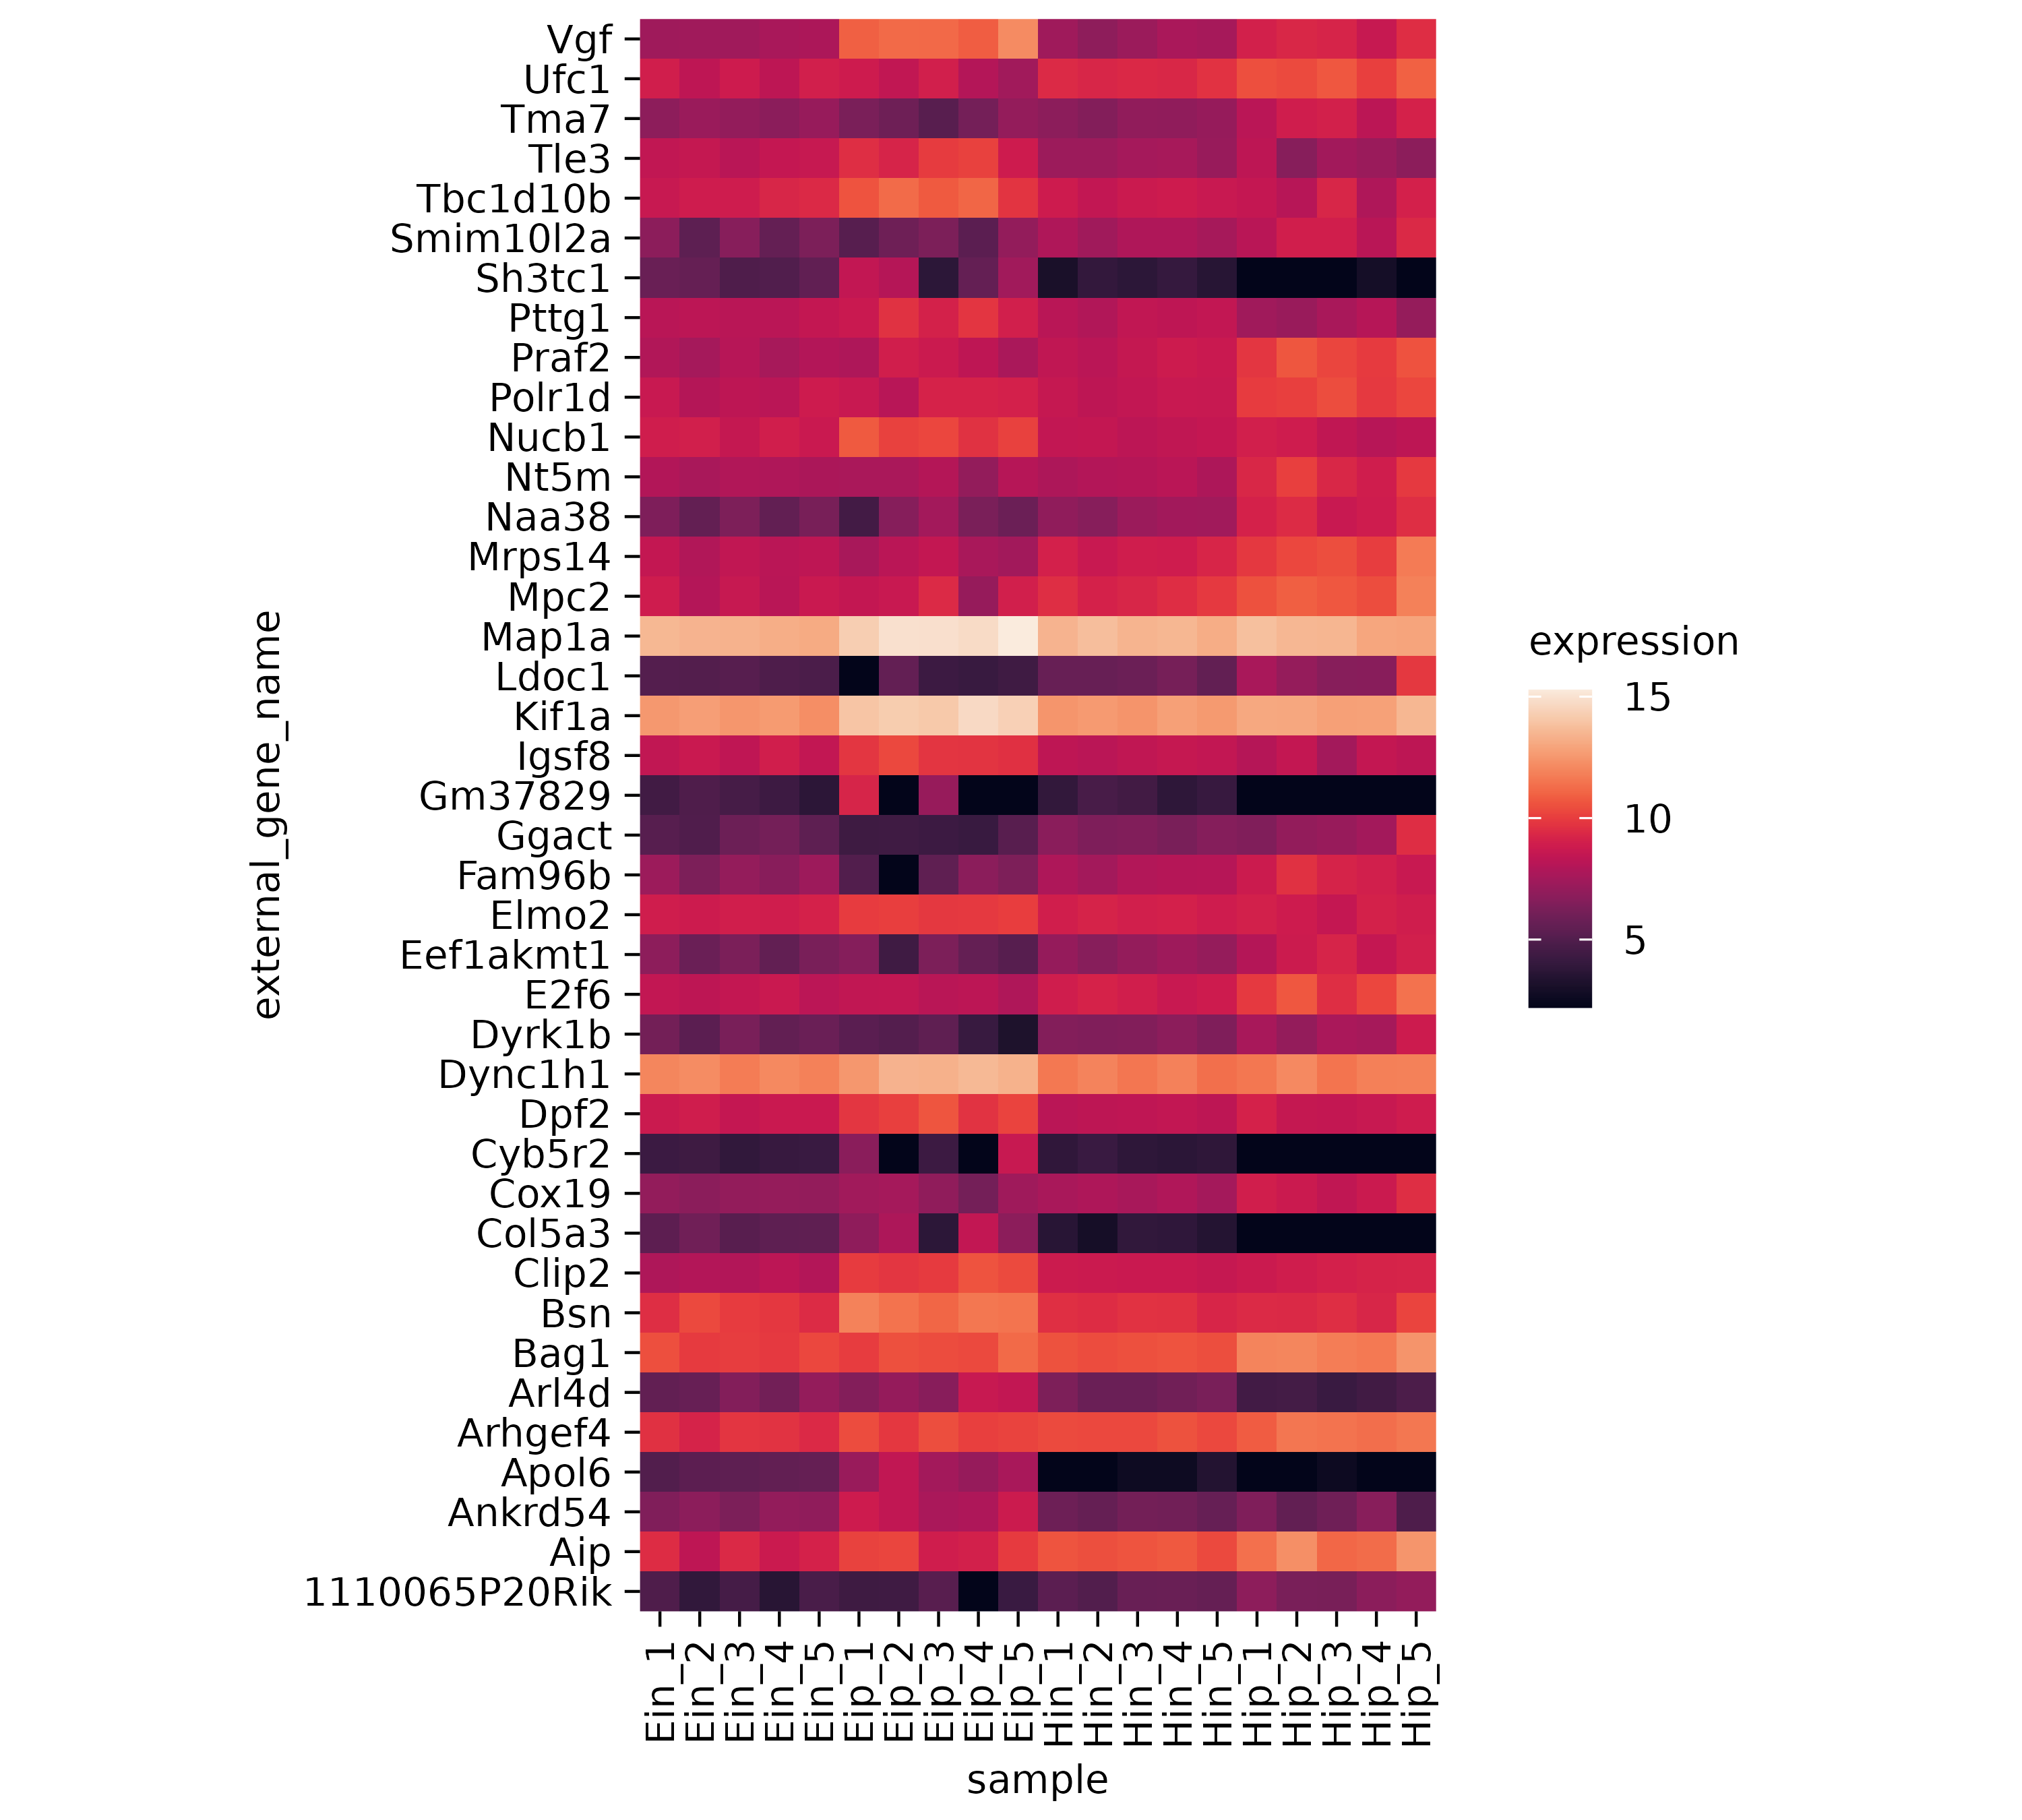 Vgf
Ufc1
Tma7
Tle3
Tbc1d10b
Smim10l2a
Sh3tc1
Pttg1
Praf2
Polr1d
Nucb1
Nt5m
Naa38
Mrps14
Mpc2
Map1a
Ldoc1
Kif1a
Igsf8
Gm37829
Ggact
Fam96b
Elmo2
Eef1akmt1
E2f6
Dyrk1b
Dync1h1
Dpf2
Cyb5r2
Cox19
Col5a3
Clip2
Bsn
Bag1
Arl4d
Arhgef4
Apol6
Ankrd54
Aip
1110065P20Rik
external_gene_name
Ein_1
Ein_2
Ein_3
Ein_4
Ein_5
Eip_1
Eip_2
Eip_3
Eip_4
Eip_5
Hin_1
Hin_2
Hin_3
Hin_4
Hin_5
Hip_1
Hip_2
Hip_3
Hip_4
Hip_5
sample
expression
15
10
5